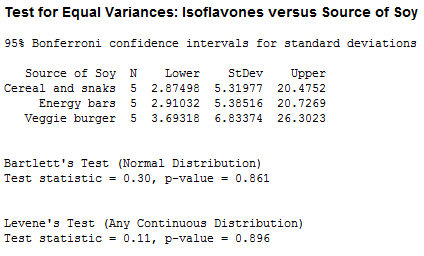 Test for Equal Variances: Isoflavones versus Source of Soy
95% Bonferroni confidence intervals for standard deviations
Source of Soy N Lower StDev Upper
Cereal and snaks 5 2.87498 5.31977 20.4752
Energy bars 5 2.91032 5.38516 20.7269
Veggie burger 5 3.69318 6.83374 26.3023
Bartlett's Test (Normal Distribution)
Test statistic = 0.30, p-value = 0.861
Levene's Test (Any Continuous Distribution)
Test statistic = 0.11, p-value = 0.896